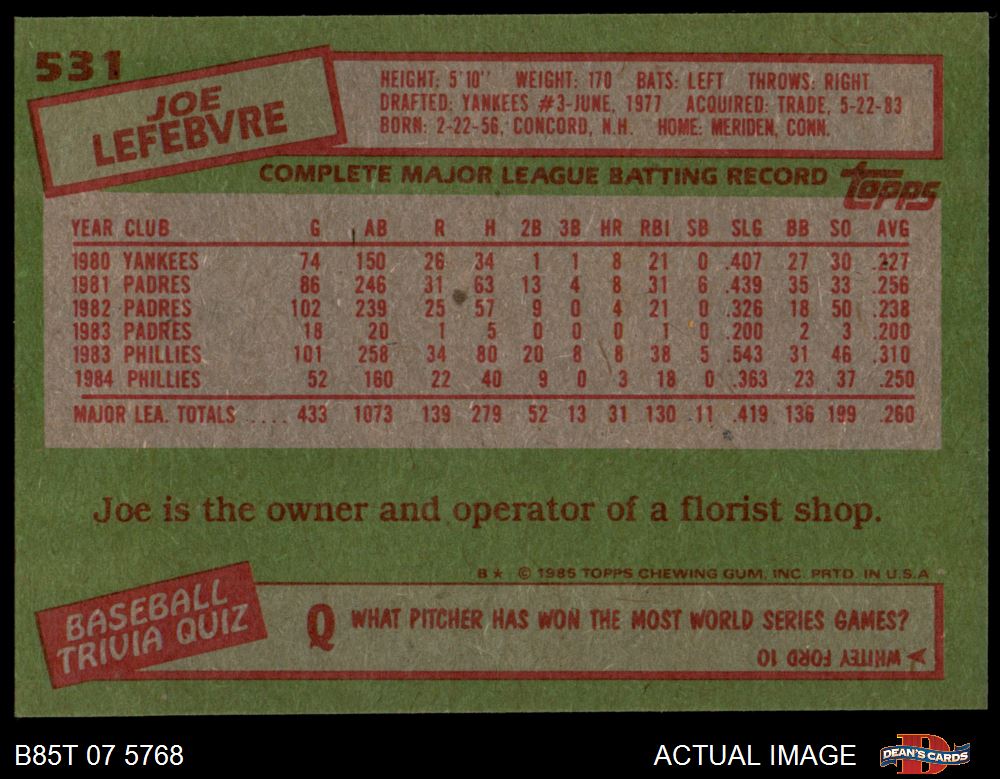 531
JOE
LEFEBVRE
HEIGHT: 5'10" WEIGHT: 170 BATS: LEFT THROWS: RIGHT
DRAFTED: YANKEES #3-JUNE, 1977 ACQUIRED: TRADE, 5-22-83
BORN: 2-22-56, CONCORD, N.H. HOME: MERIDEN, CONN.
COMPLETE MAJOR LEAGUE BATTING RECORD topps
YEAR CLUB G AB R H 2B 3B HR RBI SB SLG BB SO AVG
1980 YANKEES 74 150 26 34 1 1 8 21 0 .407 27 30 .227
1981 PADRES 86 246 31 63 13 4 8 31 6 .439 35 33 .256
1982 PADRES 102 239 25 57 9 0 4 21 0 .326 18 50 .238
1983 PADRES 18 20 1 5 0 0 0 1 0 .200 2 3 .200
1983 PHILLIES 101 258 34 80 20 8 8 38 5 .543 31 46 .310
1984 PHILLIES 52 160 22 40 9 0 3 18 0 .363 23 37 .250
MAJOR LEA. TOTALS .... 433 1073 139 279 52 13 31 130 11 .419 136 199 .260
Joe is the owner and operator of a florist shop.
B★ © 1985 TOPPS CHEWING GUM, INC. PRTD. IN U.S.A
BASEBALL
TRIVIA QUIZ
Q WHAT PITCHER HAS WON THE MOST WORLD SERIES GAMES?
A WHITEY FORD 10
B85T 07 5768 ACTUAL IMAGE DEAN'S CARDS